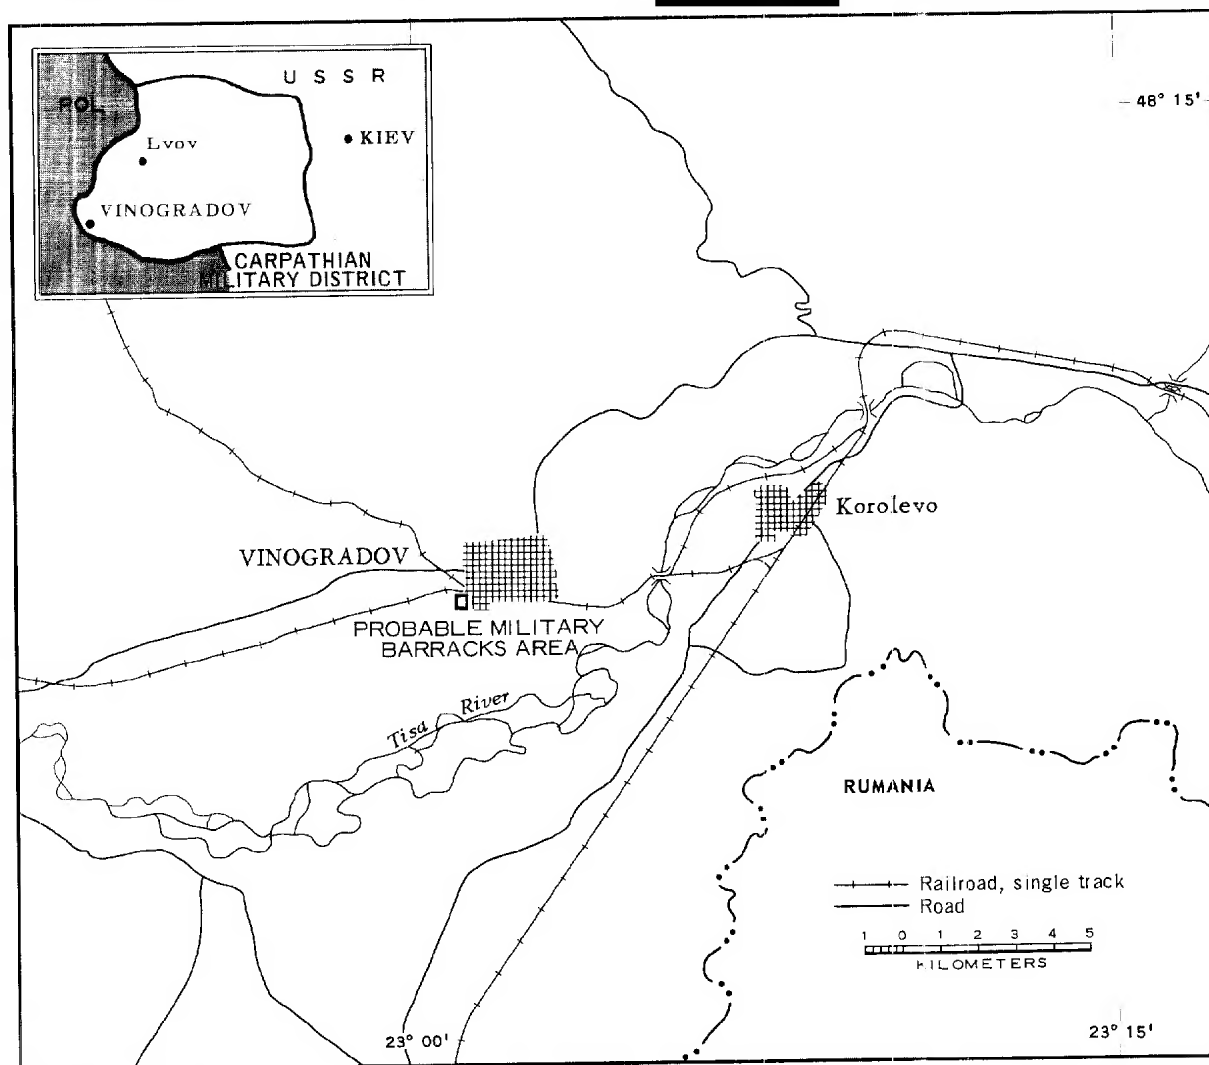 U S S R
POL.
KIEV
Lvov
VINOGRADOV
CARPATHIAN
MILITARY DISTRICT
48° 15'
Korolevo
VINOGRADOV
PROBABLE MILITARY
BARRACKS AREA
Tisa River
RUMANIA
Railroad, single track
Road
1 0 1 2 3 4 5
KILOMETERS
23° 00'
23° 15'